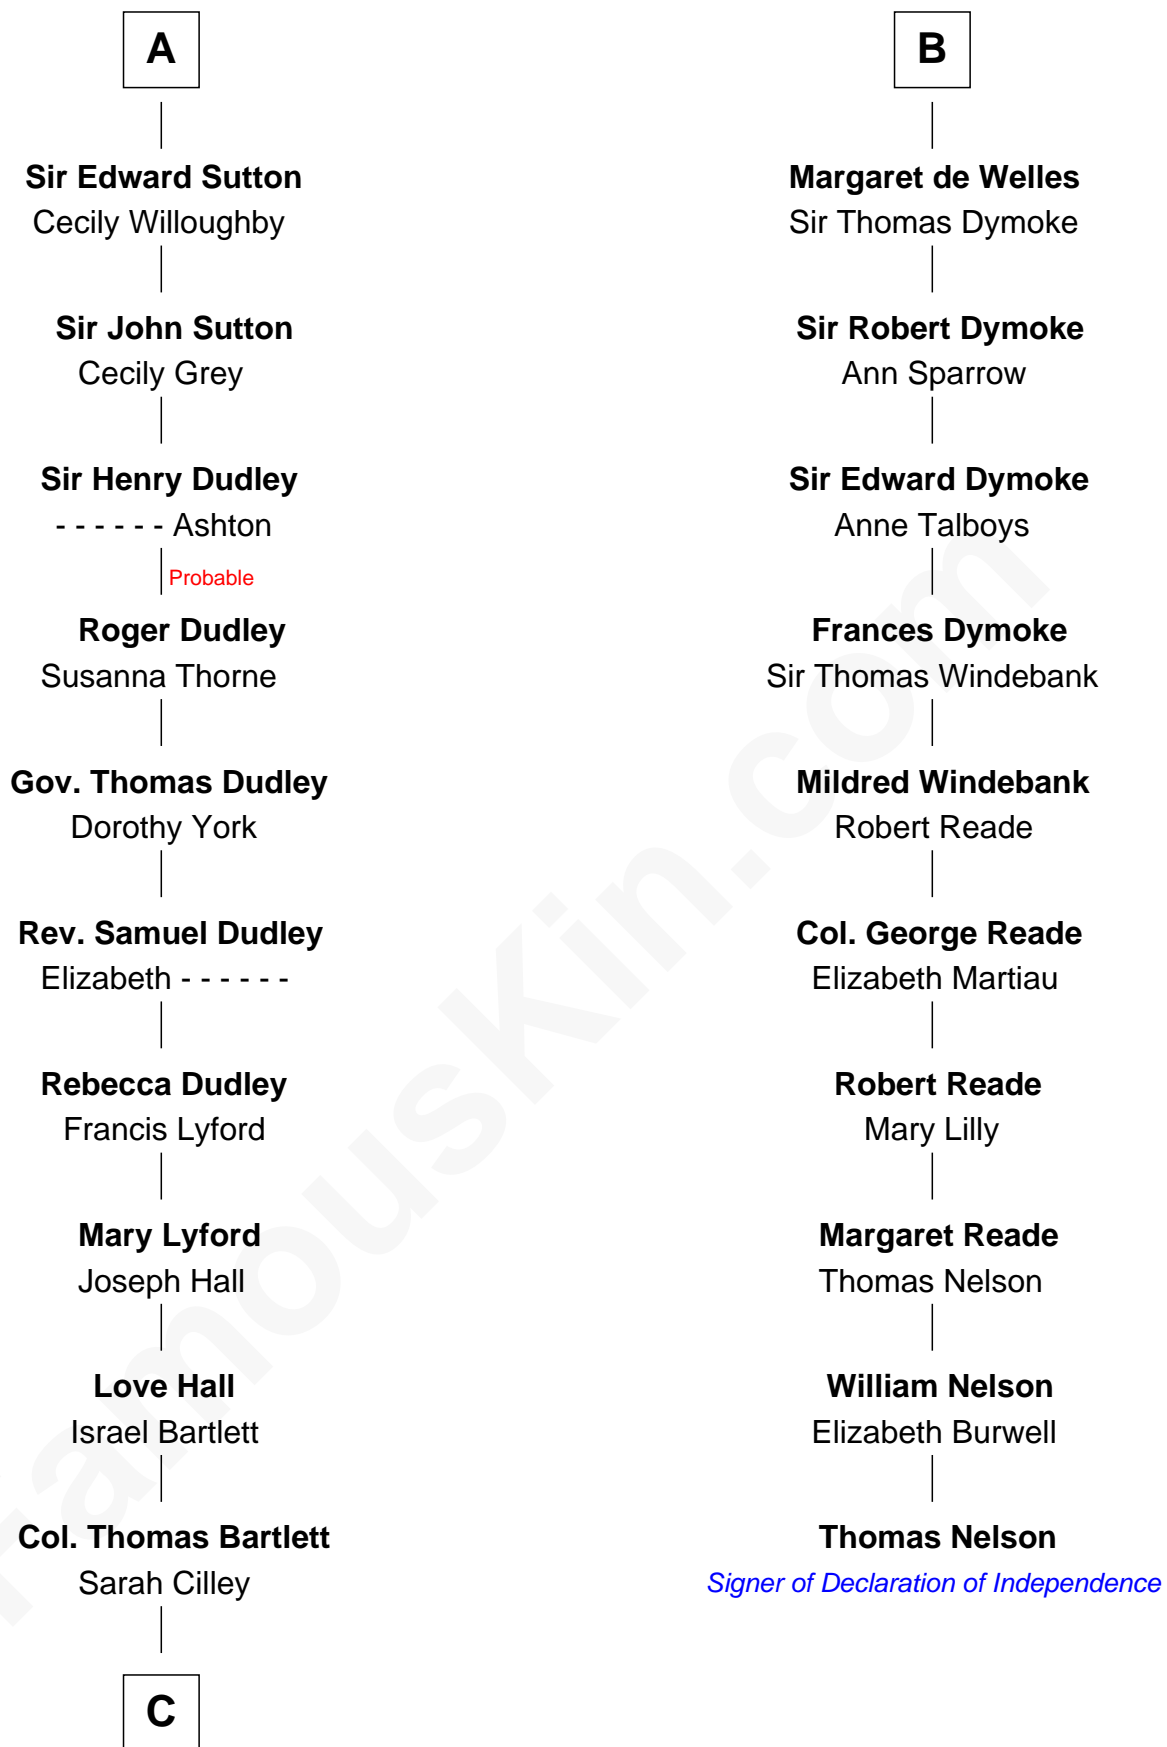 A
Sir Edward Sutton
Cecily Willoughby
Sir John Sutton
Cecily Grey
Sir Henry Dudley
- - - - - - Ashton
Probable
Roger Dudley
Susanna Thorne
Gov. Thomas Dudley
Dorothy York
Rev. Samuel Dudley
Elizabeth - - - - - -
Rebecca Dudley
Francis Lyford
Mary Lyford
Joseph Hall
Love Hall
Israel Bartlett
Col. Thomas Bartlett
Sarah Cilley
C
B
Margaret de Welles
Sir Thomas Dymoke
Sir Robert Dymoke
Ann Sparrow
Sir Edward Dymoke
Anne Talboys
Frances Dymoke
Sir Thomas Windebank
Mildred Windebank
Robert Reade
Col. George Reade
Elizabeth Martiau
Robert Reade
Mary Lilly
Margaret Reade
Thomas Nelson
William Nelson
Elizabeth Burwell
Thomas Nelson
Signer of Declaration of Independence
FamousKin.com